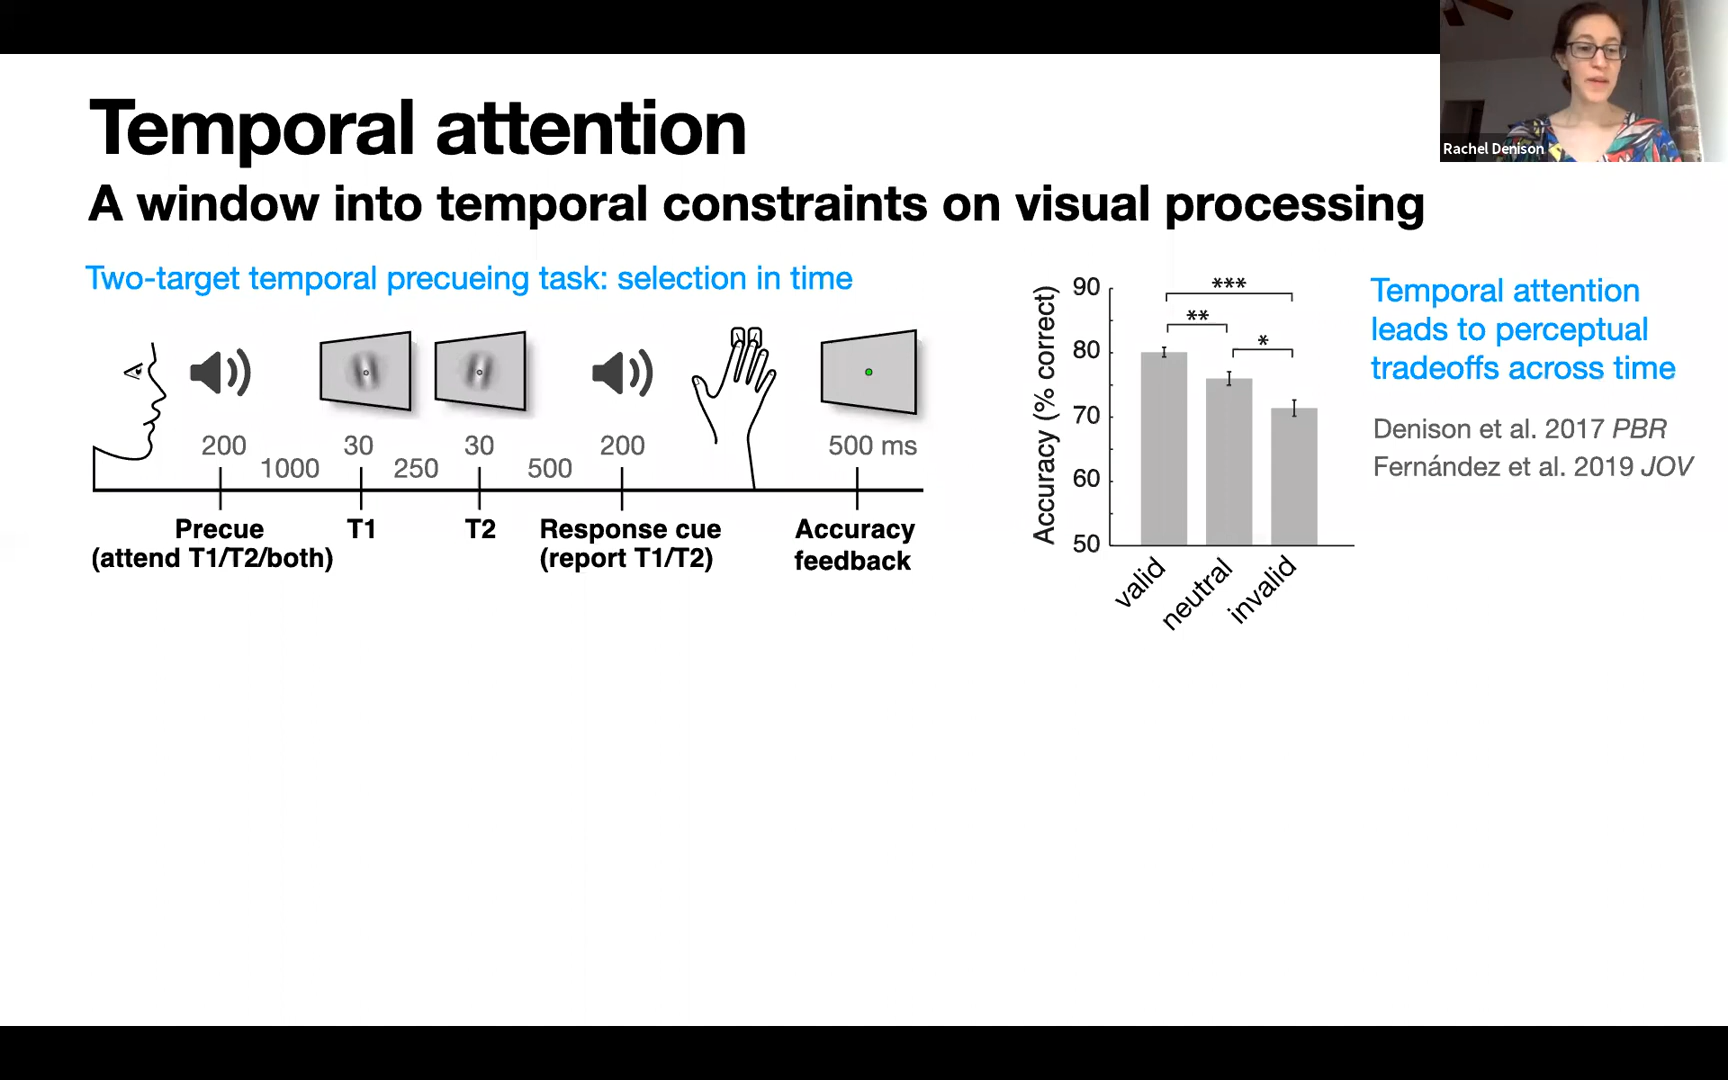 Rachel Denison
Temporal attention
A window into temporal constraints on visual processing
Two-target temporal precueing task: selection in time
200
1000
30
250
30
500
200
500 ms
Precue
(attend T1/T2/both)
T1
T2
Response cue
(report T1/T2)
Accuracy
feedback
Accuracy (% correct)
90
80
70
60
50
***
**
*
valid
neutral
invalid
Temporal attention
leads to perceptual
tradeoffs across time
Denison et al. 2017 PBR
Fernández et al. 2019 JOV